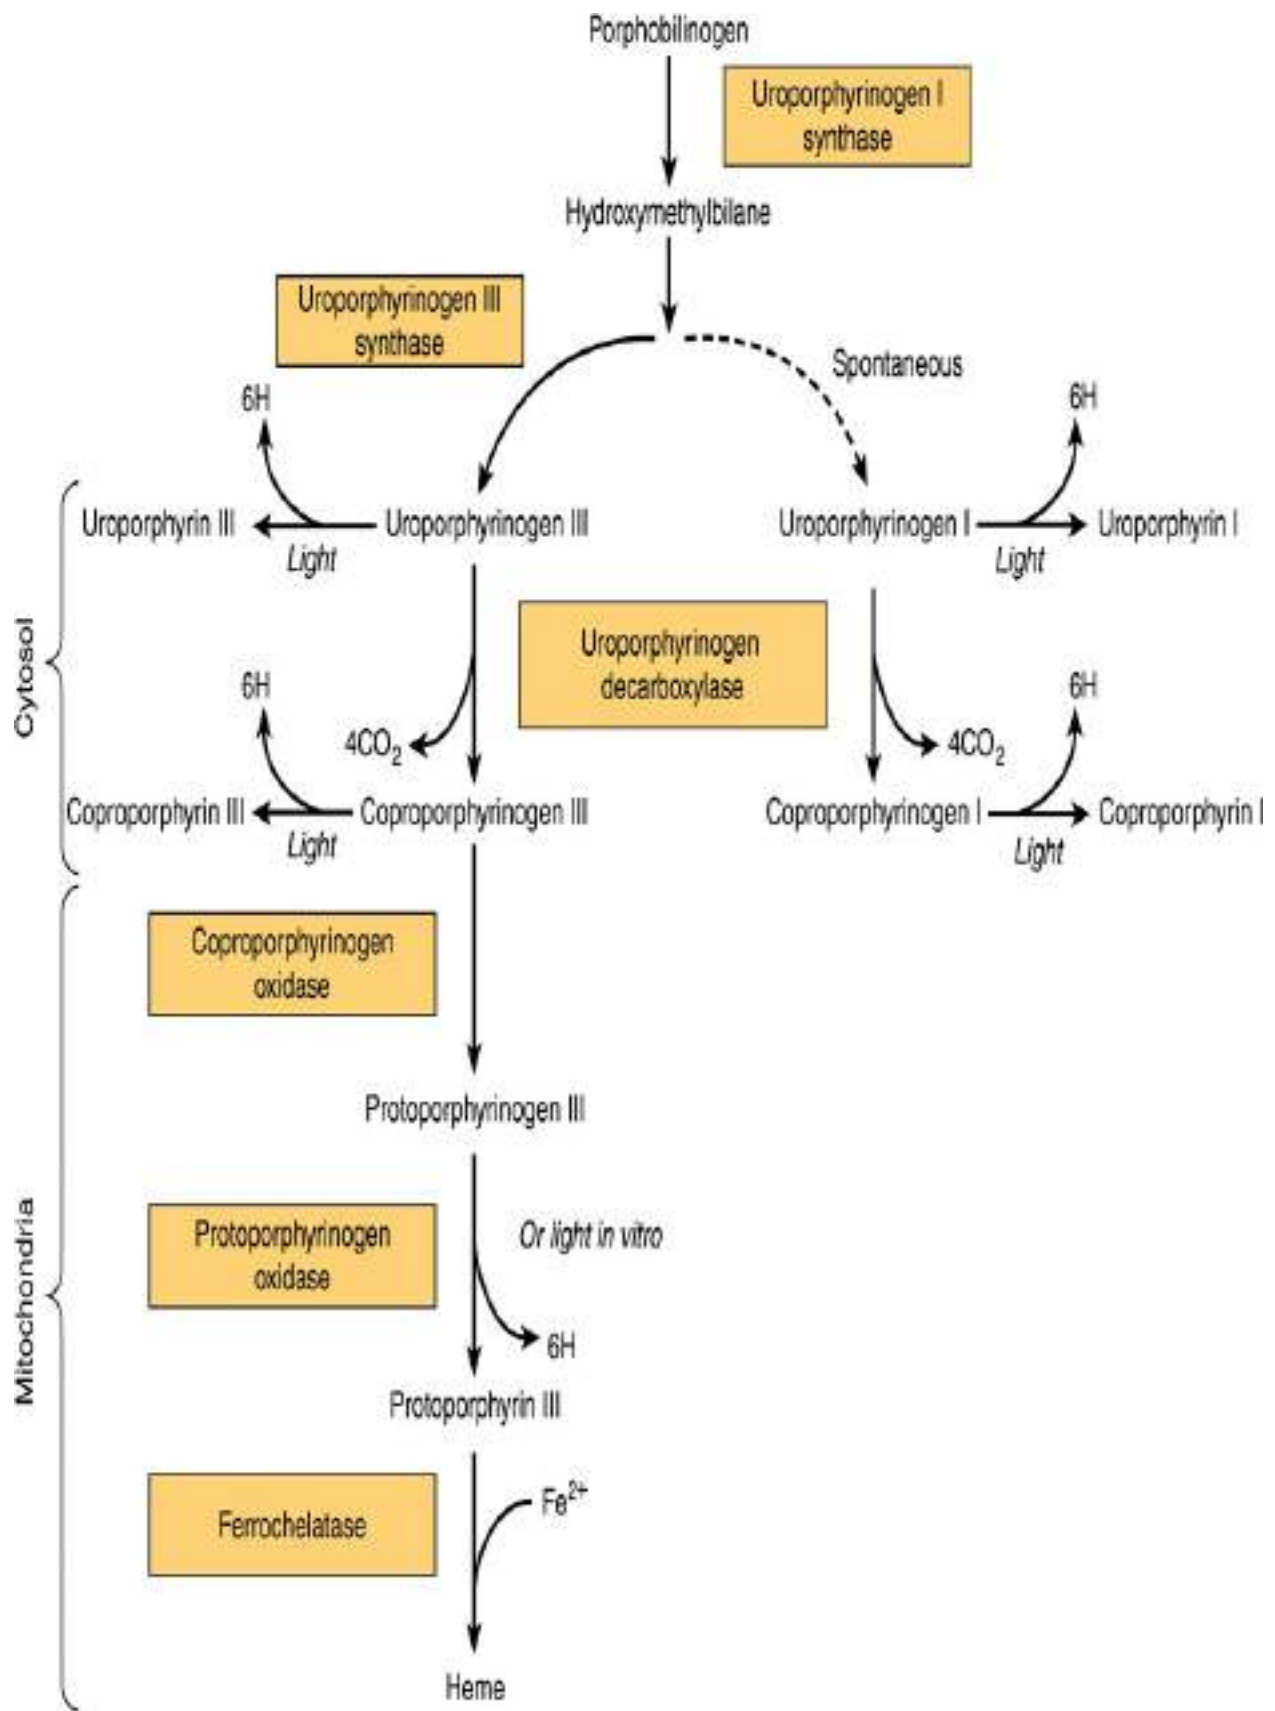 Porphobilinogen
Uroporphyrinogen I
synthase
Hydroxymethylbilane
Uroporphyrinogen III
synthase
Spontaneous
6H
6H
Uroporphyrin III
Uroporphyrinogen III
Uroporphyrinogen I
Uroporphyrin I
Light
Light
Cytosol
Uroporphyrinogen
decarboxylase
6H
6H
4CO₂
4CO₂
Coproporphyrin III
Coproporphyrinogen III
Coproporphyrinogen I
Coproporphyrin I
Light
Light
Coproporphyrinogen
oxidase
Protoporphyrinogen III
Mitochondria
Protoporphyrinogen
oxidase
Or light in vitro
6H
Protoporphyrin III
Ferrochelatase
Fe²⁺
Heme